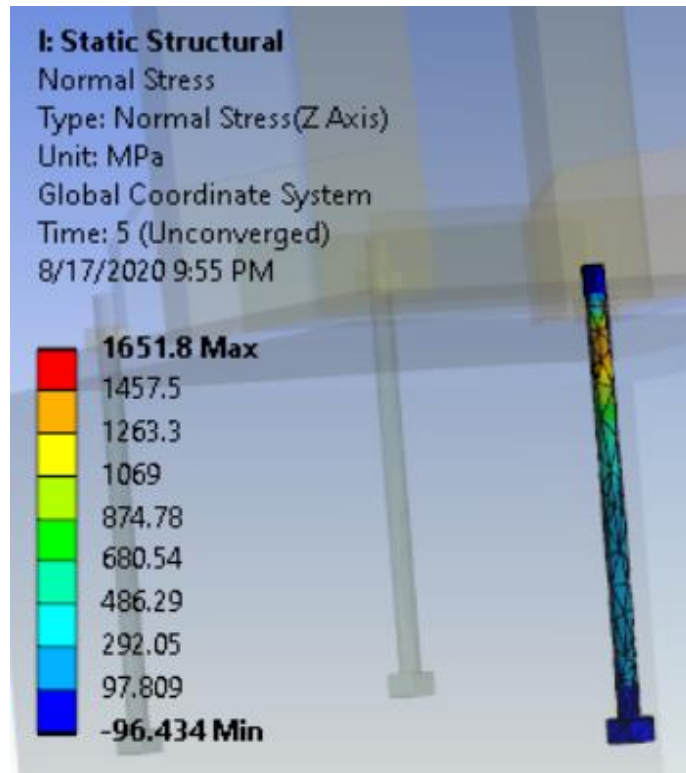 I: Static Structural
Normal Stress
Type: Normal Stress(Z Axis)
Unit: MPa
Global Coordinate System
Time: 5 (Unconverged)
8/17/2020 9:55 PM
1651.8 Max
1457.5
1263.3
1069
874.78
680.54
486.29
292.05
97.809
-96.434 Min